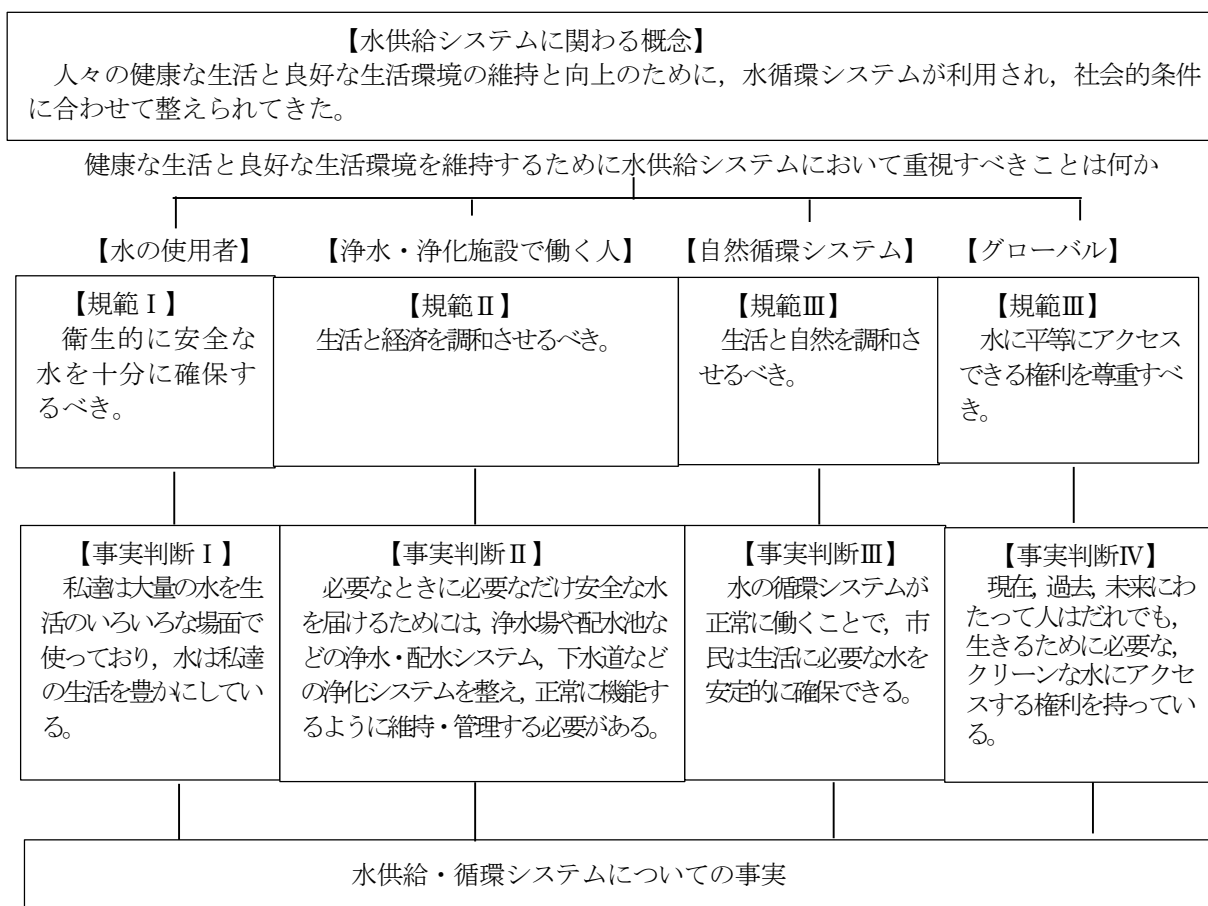 【水供給システムに関わる概念】
人々の健康な生活と良好な生活環境の維持と向上のために，水循環システムが利用され，社会的条件
に合わせて整えられてきた。
健康な生活と良好な生活環境を維持するために水供給システムにおいて重視すべきことは何か
【水の使用者】
【浄水・浄化施設で働く人】
【自然循環システム】
【グローバル】
【規範Ⅰ】
衛生的に安全な
水を十分に確保す
るべき。
【規範Ⅱ】
生活と経済を調和させるべき。
【規範Ⅲ】
生活と自然を調和さ
せるべき。
【規範Ⅲ】
水に平等にアクセス
できる権利を尊重すべ
き。
【事実判断Ⅰ】
私達は大量の水を生
活のいろいろな場面で
使っており，水は私達
の生活を豊かにしてい
る。
【事実判断Ⅱ】
必要なときに必要なだけ安全な水
を届けるためには，浄水場や配水池な
どの浄水・配水システム，下水道など
の浄化システムを整え，正常に機能す
るように維持・管理する必要がある。
【事実判断Ⅲ】
水の循環システムが
正常に働くことで，市
民は生活に必要な水を
安定的に確保できる。
【事実判断Ⅳ】
現在，過去，未来にわ
たって人はだれでも，
生きるために必要な，
クリーンな水にアクセ
スする権利を持ってい
る。
水供給・循環システムについての事実